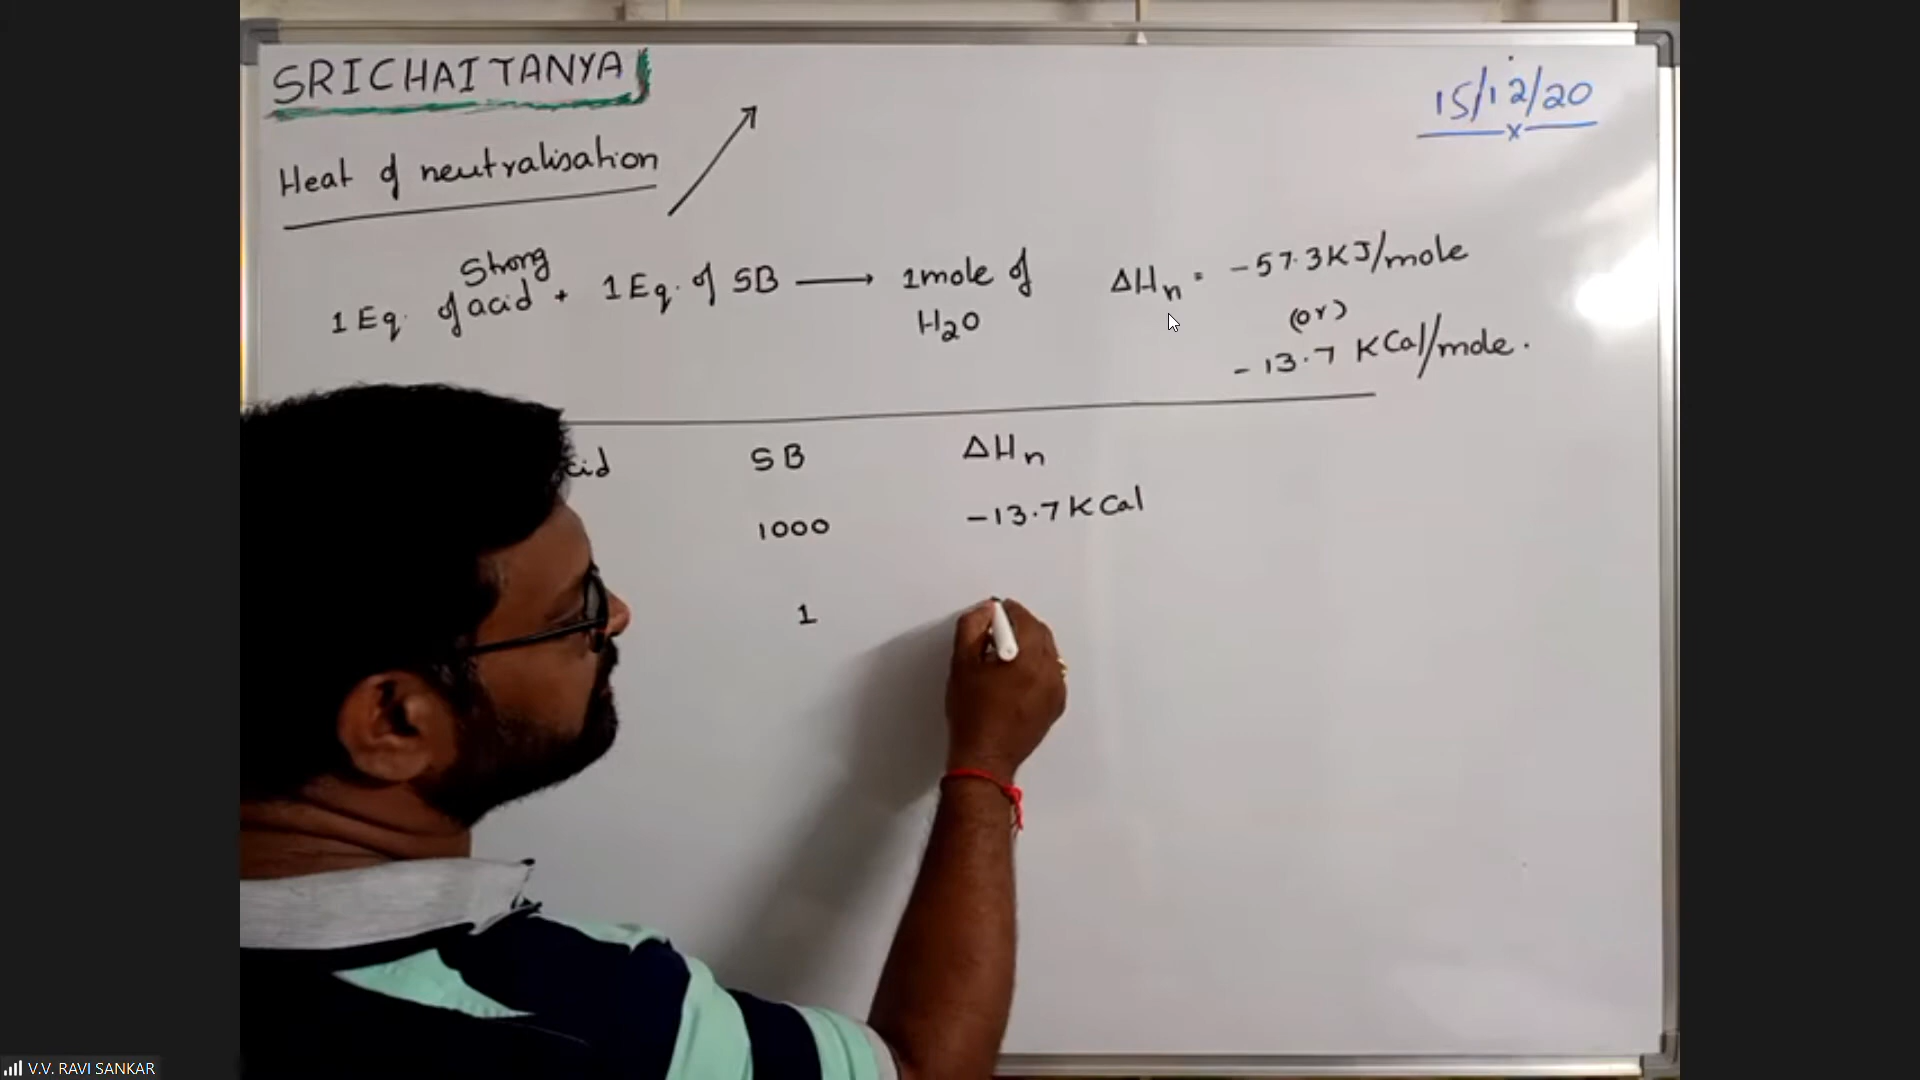 SRICHAITANYA
15/12/20
Heat of neutralisation
1 Eq. of Strong acid + 1 Eq. of SB ⟶ 1 mole of H₂O
ΔHₙ = -57.3 KJ/mole
(or)
-13.7 KCal/mole.
cid SB ΔHₙ
1000 -13.7 KCal
1
V.V. RAVI SANKAR